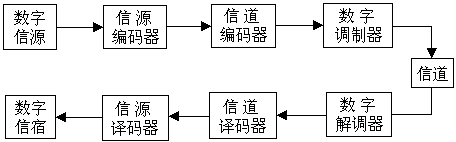 数字
信源
信 源
编码器
信 道
编码器
数 字
调制器
信道
数字
信宿
信 源
译码器
信 道
译码器
数 字
解调器